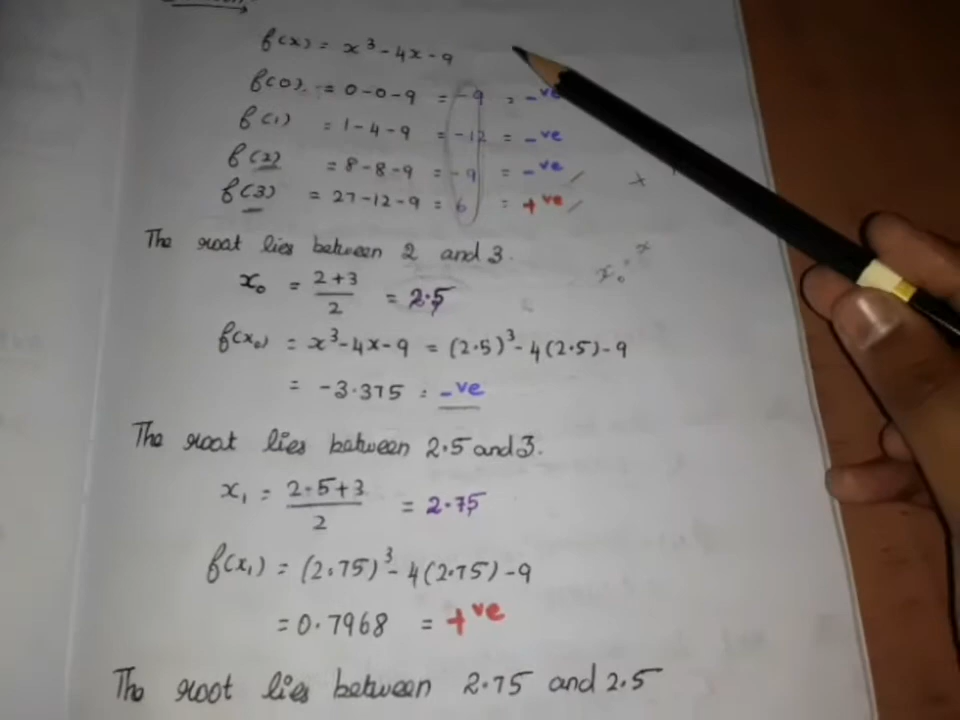 f(x) = x³ - 4x - 9
f(0) = 0 - 0 - 9 = -9 = -ve
f(1) = 1 - 4 - 9 = -12 = -ve
f(2) = 8 - 8 - 9 = -9 = -ve
f(3) = 27 - 12 - 9 = 6 = +ve
The root lies between 2 and 3.
x₀ = (2+3)/2 = 2.5
f(x₀) = x³ - 4x - 9 = (2.5)³ - 4(2.5) - 9
= -3.375 = -ve
The root lies between 2.5 and 3.
x₁ = (2.5+3)/2 = 2.75
f(x₁) = (2.75)³ - 4(2.75) - 9
= 0.7968 = +ve
The root lies between 2.75 and 2.5